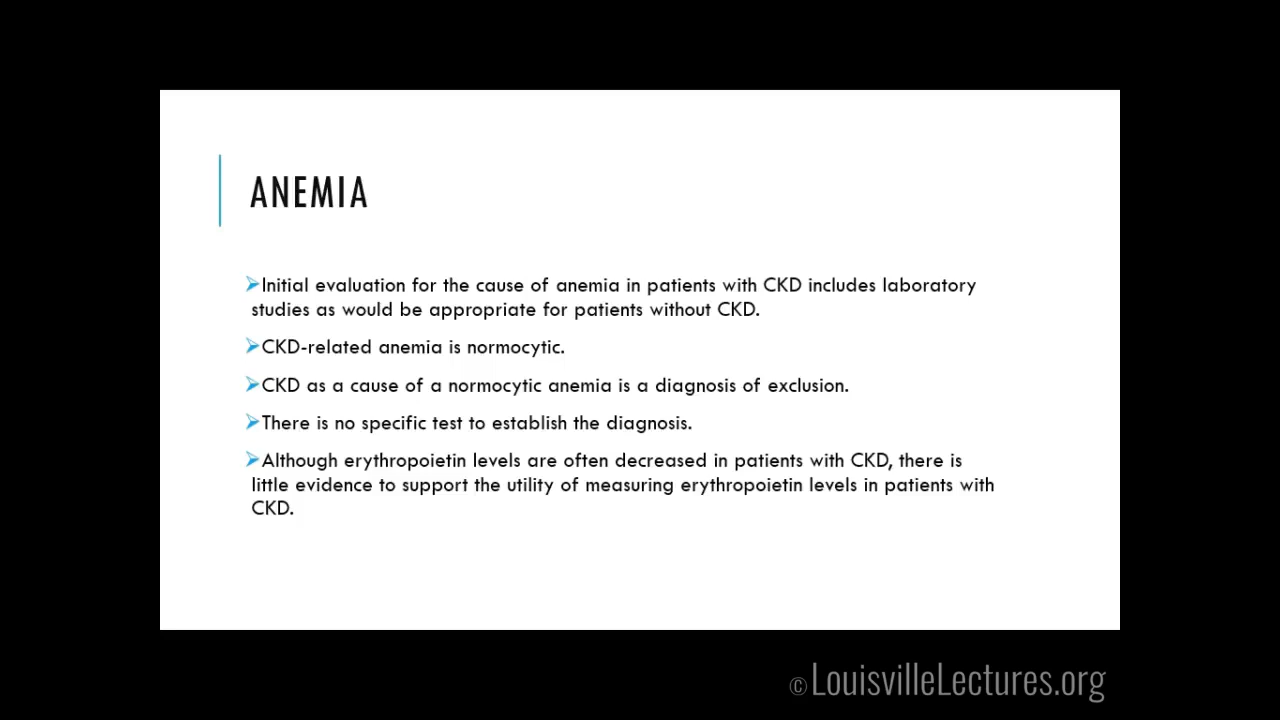 ANEMIA
Initial evaluation for the cause of anemia in patients with CKD includes laboratory
studies as would be appropriate for patients without CKD.
CKD-related anemia is normocytic.
CKD as a cause of a normocytic anemia is a diagnosis of exclusion.
There is no specific test to establish the diagnosis.
Although erythropoietin levels are often decreased in patients with CKD, there is
little evidence to support the utility of measuring erythropoietin levels in patients with
CKD.
© LouisvilleLectures.org